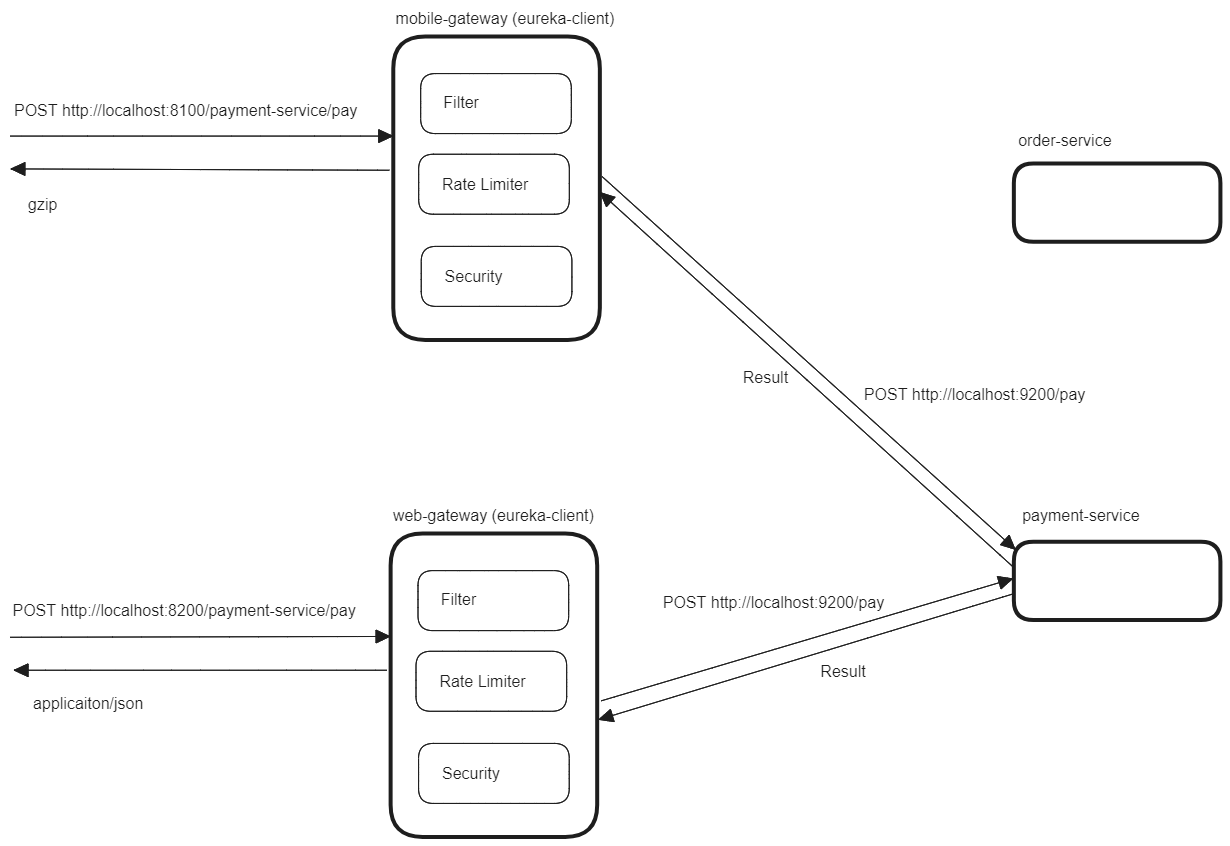 mobile-gateway (eureka-client)
Filter
POST http://localhost:8100/payment-service/pay
order-service
Rate Limiter
gzip
Security
Result
POST http://localhost:9200/pay
web-gateway (eureka-client)
payment-service
Filter
POST http://localhost:8200/payment-service/pay
POST http://localhost:9200/pay
Rate Limiter
Result
applicaiton/json
Security